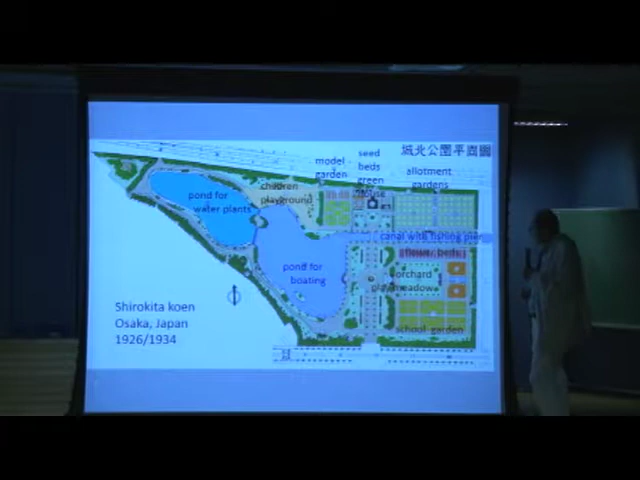 城北公園平面圖
model
garden
seed
beds
green
house
allotment
gardens
children
playground
pond for
water plants
canal with fishing pier
flower beds
pond for
boating
orchard
play meadow
school garden
Shirokita koen
Osaka, Japan
1926/1934